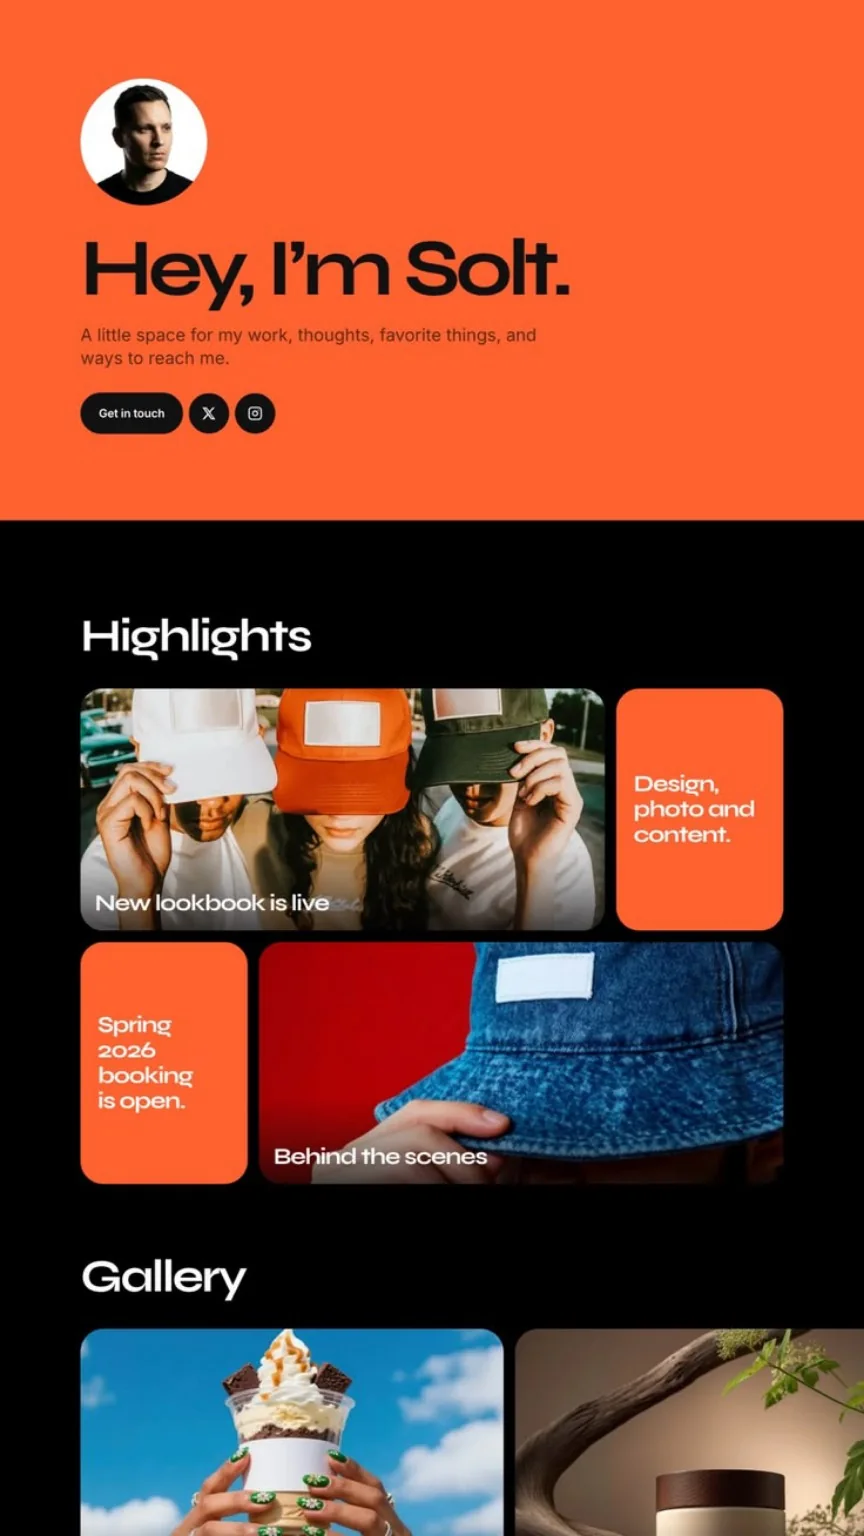 Hey, I’m Solt.
A little space for my work, thoughts, favorite things, and
ways to reach me.
Get in touch
Highlights
New lookbook is live
Design,
photo and
content.
Spring
2026
booking
is open.
Behind the scenes
Gallery